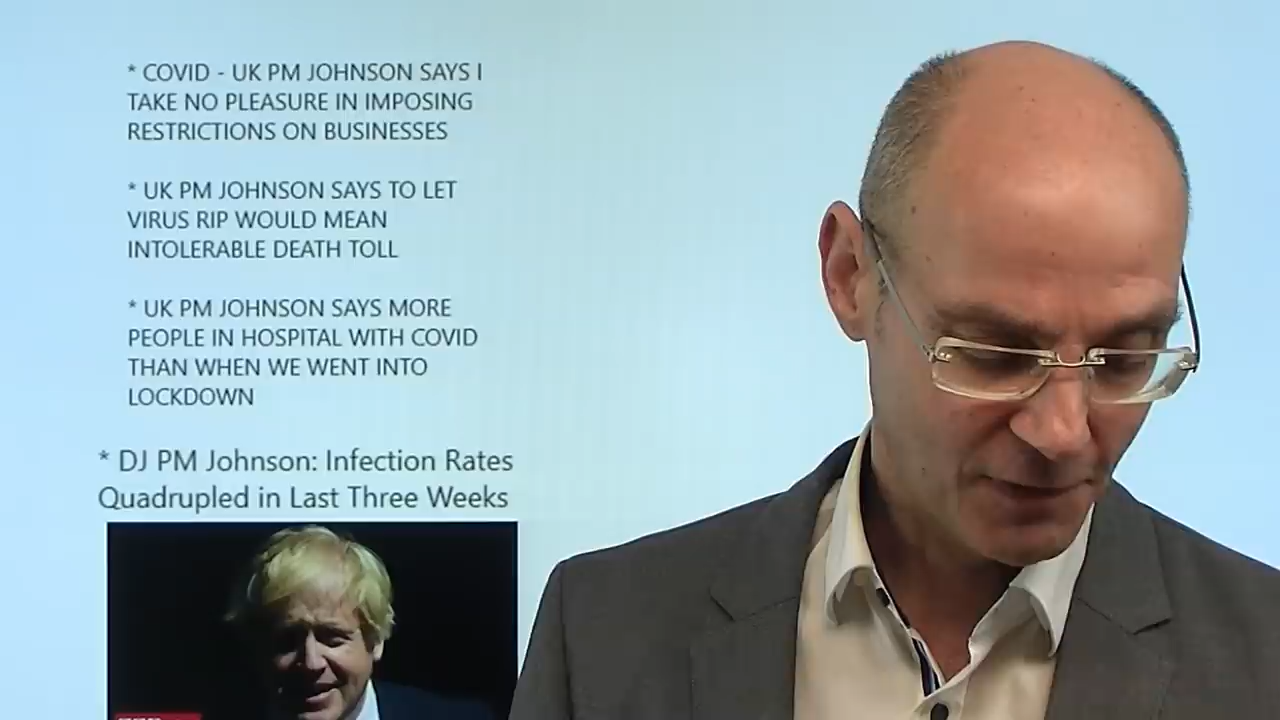 * COVID - UK PM JOHNSON SAYS I
TAKE NO PLEASURE IN IMPOSING
RESTRICTIONS ON BUSINESSES
* UK PM JOHNSON SAYS TO LET
VIRUS RIP WOULD MEAN
INTOLERABLE DEATH TOLL
* UK PM JOHNSON SAYS MORE
PEOPLE IN HOSPITAL WITH COVID
THAN WHEN WE WENT INTO
LOCKDOWN
* DJ PM Johnson: Infection Rates
Quadrupled in Last Three Weeks